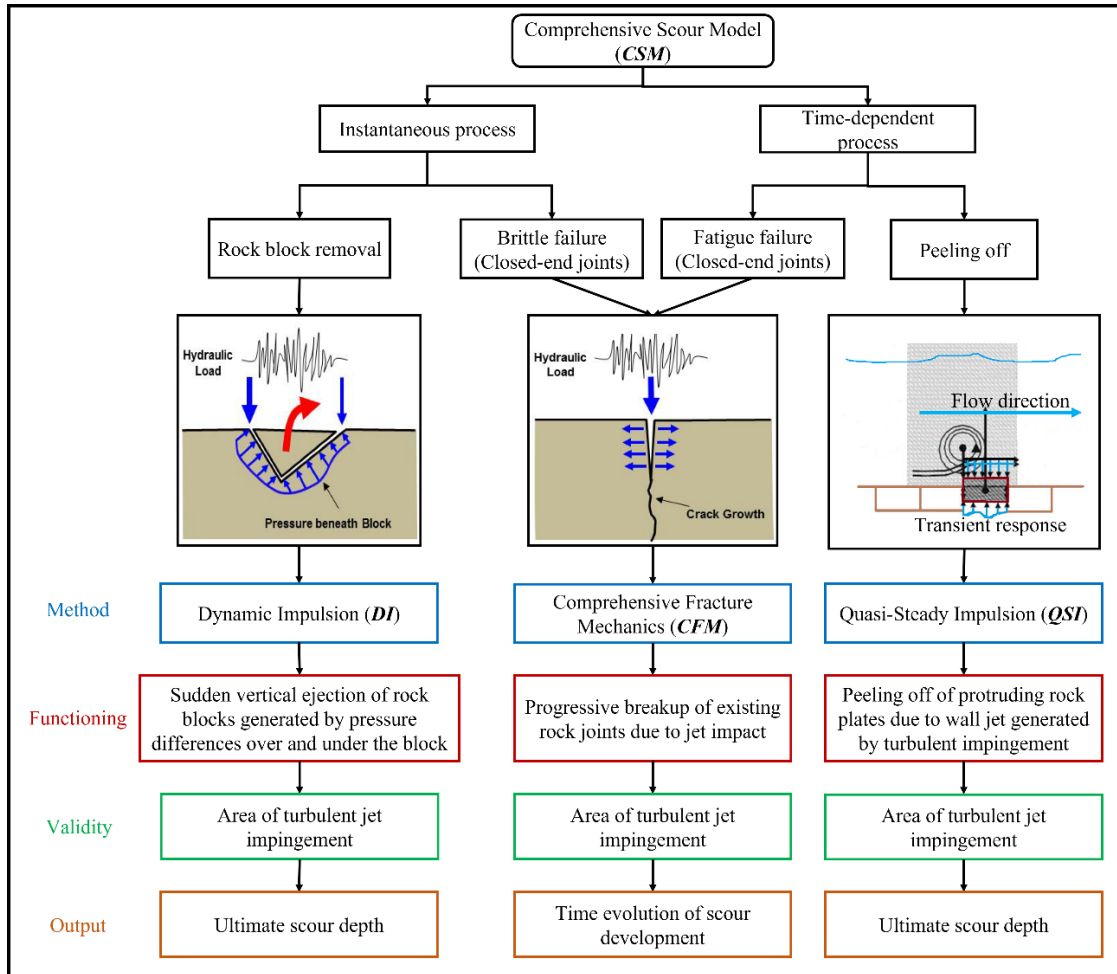 Comprehensive Scour Model
(CSM)
Instantaneous process
Time-dependent
process
Rock block removal
Brittle failure
(Closed-end joints)
Fatigue failure
(Closed-end joints)
Peeling off
Hydraulic
Load
Pressure beneath Block
Hydraulic
Load
Crack Growth
Flow direction
Transient response
Method
Dynamic Impulsion (DI)
Comprehensive Fracture
Mechanics (CFM)
Quasi-Steady Impulsion (QSI)
Functioning
Sudden vertical ejection of rock
blocks generated by pressure
differences over and under the block
Progressive breakup of existing
rock joints due to jet impact
Peeling off of protruding rock
plates due to wall jet generated
by turbulent impingement
Validity
Area of turbulent jet
impingement
Area of turbulent jet
impingement
Area of turbulent jet
impingement
Output
Ultimate scour depth
Time evolution of scour
development
Ultimate scour depth